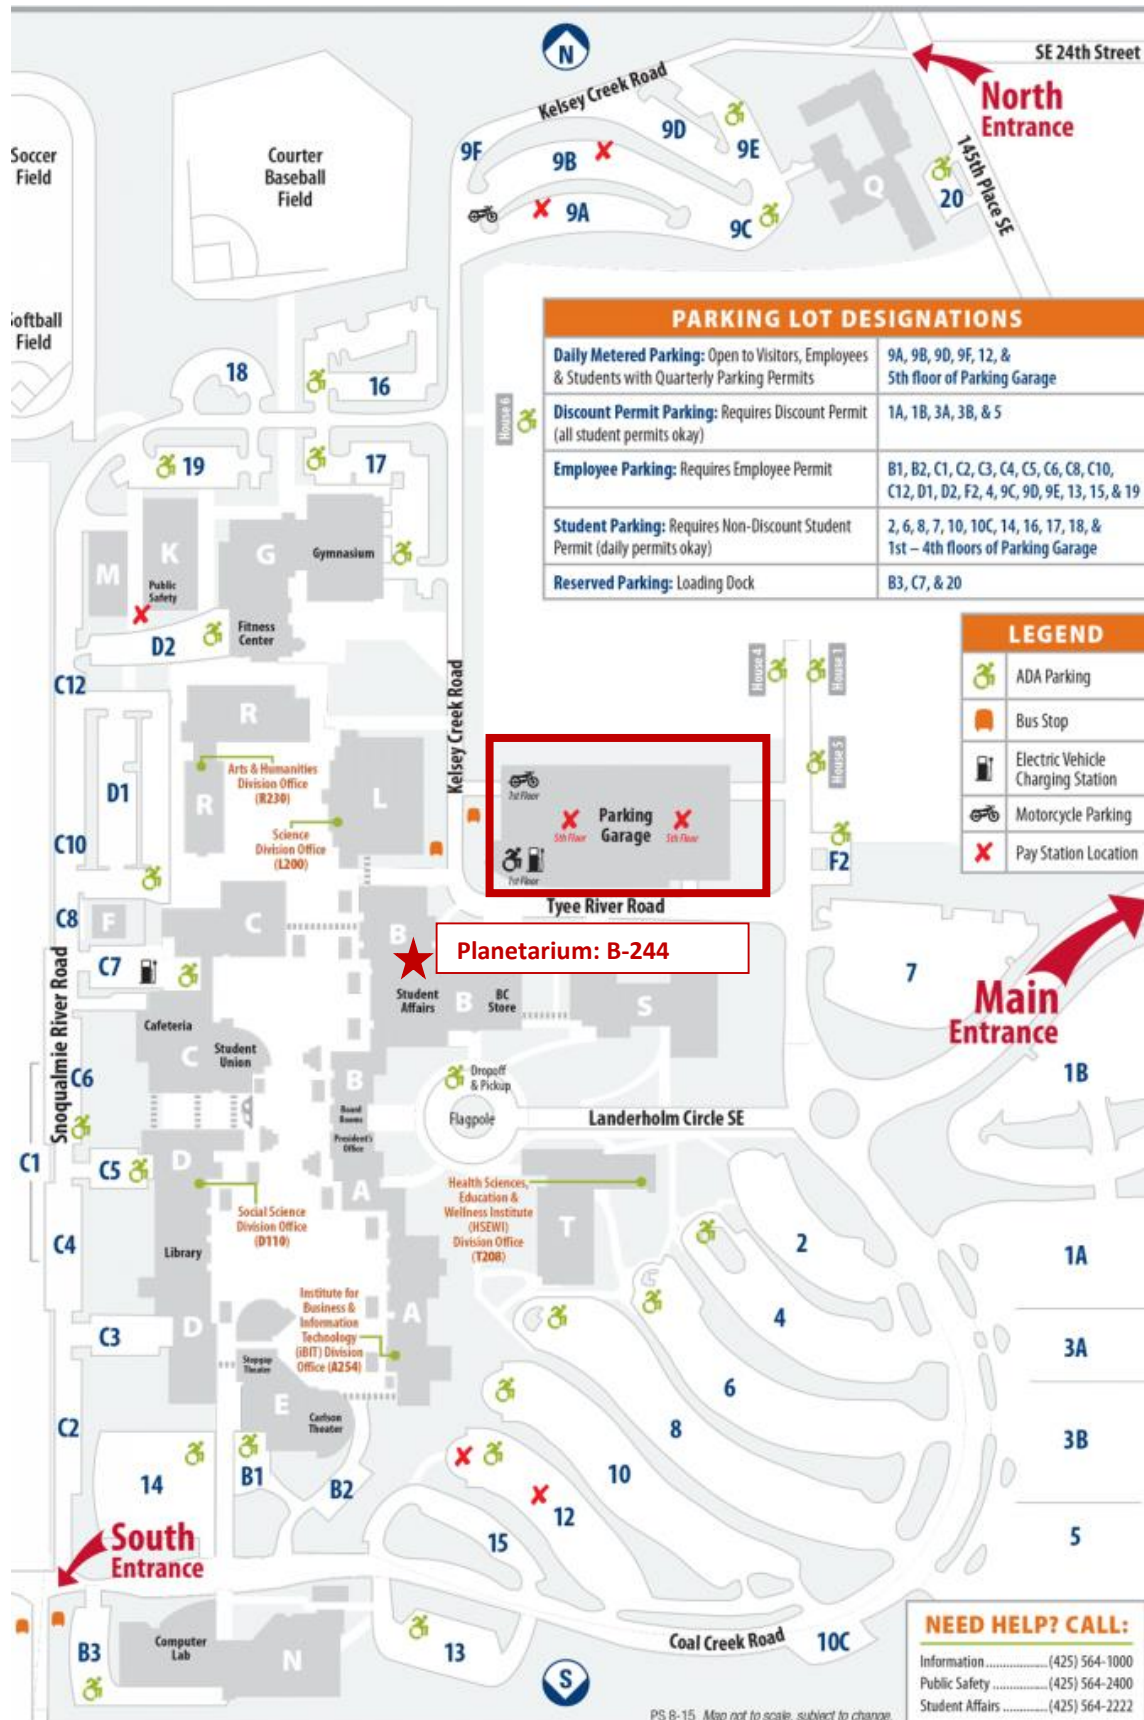 N
SE 24th Street
North
Entrance
Kelsey Creek Road
145th Place SE
9D
9E
9F
9B
9A
9C
Q
20
Soccer
Field
Courter
Baseball
Field
Softball
Field
18
16
19
17
House 6
PARKING LOT DESIGNATIONS
Daily Metered Parking: Open to Visitors, Employees
& Students with Quarterly Parking Permits
9A, 9B, 9D, 9F, 12, &
5th floor of Parking Garage
Discount Permit Parking: Requires Discount Permit
(all student permits okay)
1A, 1B, 3A, 3B, & 5
Employee Parking: Requires Employee Permit
B1, B2, C1, C2, C3, C4, C5, C6, C8, C10,
C12, D1, D2, F2, 4, 9C, 9D, 9E, 13, 15, & 19
Student Parking: Requires Non-Discount Student
Permit (daily permits okay)
2, 6, 8, 7, 10, 10C, 14, 16, 17, 18, &
1st – 4th floors of Parking Garage
Reserved Parking: Loading Dock
B3, C7, & 20
M
K
Public
Safety
G
Gymnasium
Fitness
Center
D2
LEGEND
ADA Parking
Bus Stop
Electric Vehicle
Charging Station
Motorcycle Parking
Pay Station Location
House 4
House 1
House 5
Kelsey Creek Road
C12
R
R
Arts & Humanities
Division Office
(R230)
D1
L
Science
Division Office
(L200)
C10
1st Floor
5th Floor
Parking
Garage
5th Floor
1st Floor
F2
Tyee River Road
C8
F
C
B
Planetarium: B-244
7
Main
Entrance
C7
Student
Affairs
B
BC
Store
S
Snoqualmie River Road
Cafeteria
C
Student
Union
C6
B
Dropoff
& Pickup
Flagpole
Landerholm Circle SE
1B
Board
Rooms
President's
Office
C1
C5
D
A
Social Science
Division Office
(D110)
Health Sciences,
Education &
Wellness Institute
(HSEWI)
Division Office
(T208)
T
C4
Library
2
1A
4
Institute for
Business &
Information
Technology
(iBIT) Division
Office (A254)
A
C3
D
Stopgap
Theater
3A
6
E
Carlson
Theater
C2
8
3B
14
B1
B2
10
12
15
5
South
Entrance
B3
Computer
Lab
N
13
Coal Creek Road
10C
S
NEED HELP? CALL:
Information..................(425) 564-1000
Public Safety................(425) 564-2400
Student Affairs.............(425) 564-2222
PS 8-15 Map not to scale, subject to change.